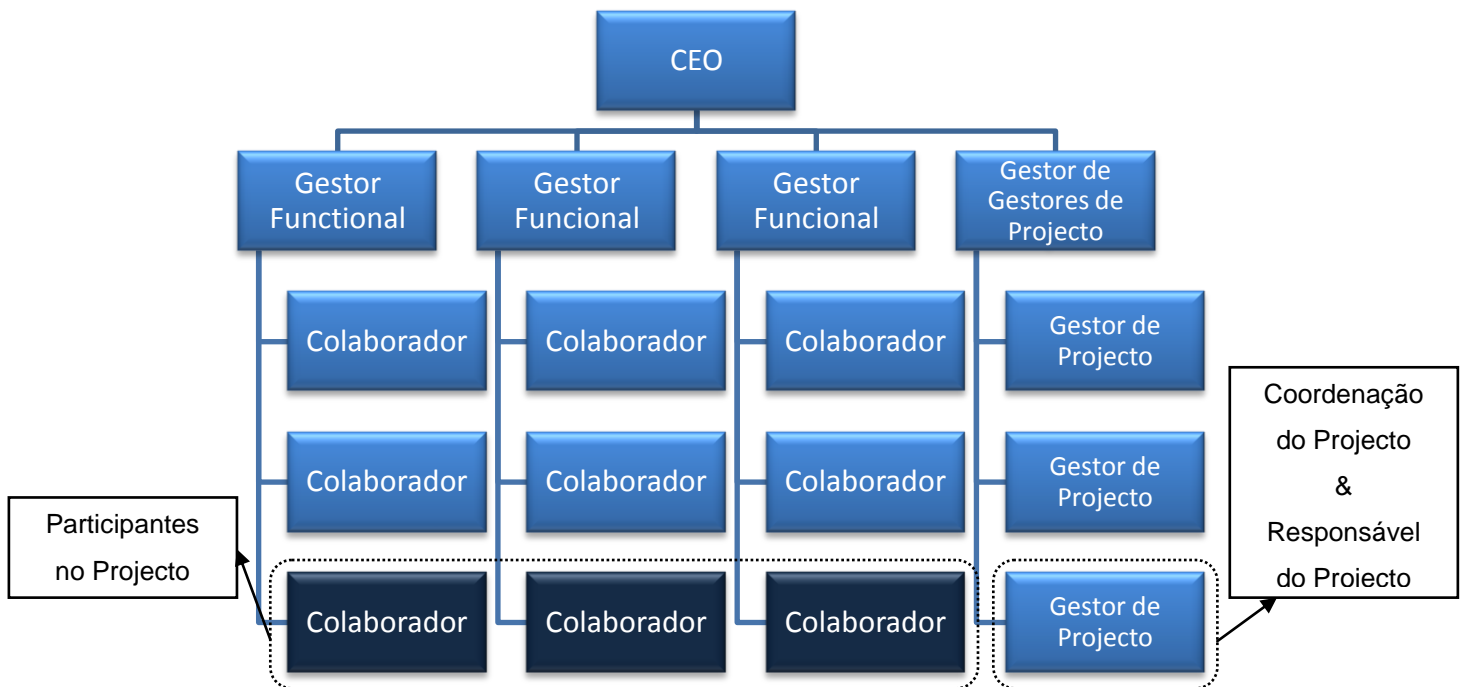 CEO
Gestor
Functional
Gestor
Funcional
Gestor
Funcional
Gestor de
Gestores de
Projecto
Colaborador
Colaborador
Colaborador
Gestor de
Projecto
Colaborador
Colaborador
Colaborador
Gestor de
Projecto
Coordenação
do Projecto
&
Responsável
do Projecto
Participantes
no Projecto
Colaborador
Colaborador
Colaborador
Gestor de
Projecto